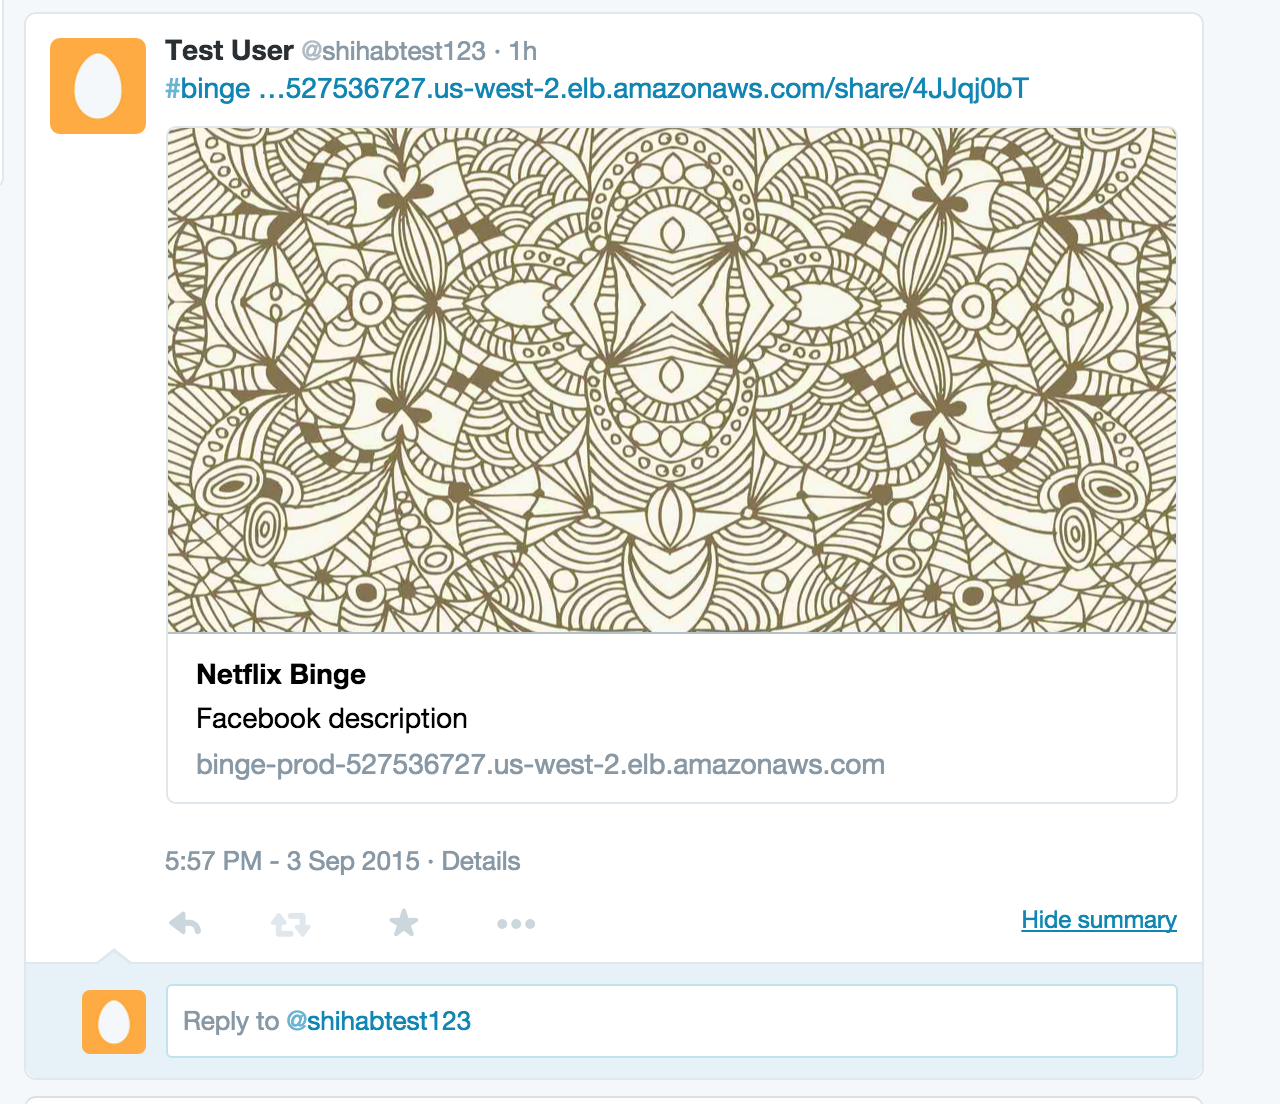 Test User @shihabtest123 · 1h
#binge …527536727.us-west-2.elb.amazonaws.com/share/4JJqj0bT
Netflix Binge
Facebook description
binge-prod-527536727.us-west-2.elb.amazonaws.com
5:57 PM - 3 Sep 2015 · Details
Hide summary
Reply to @shihabtest123